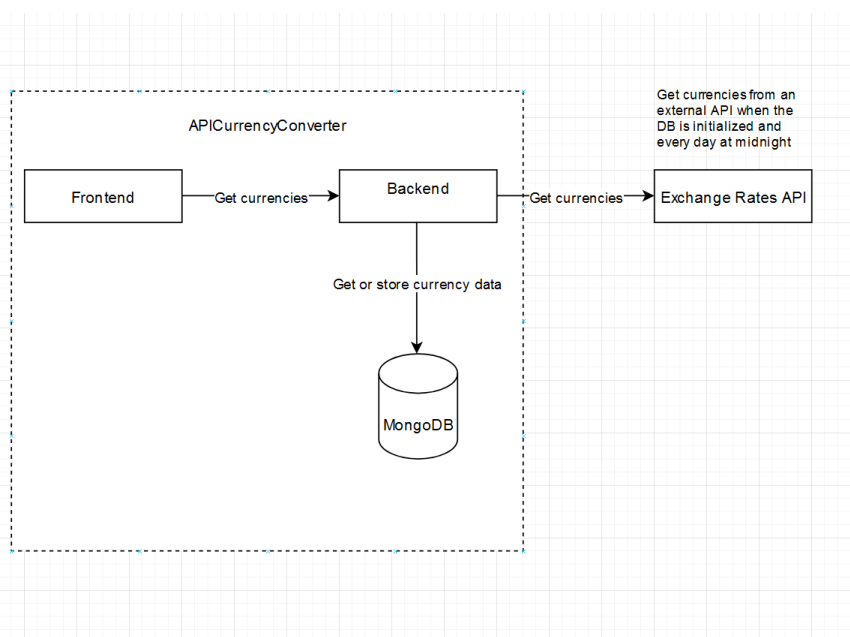 Get currencies from an
external API when the
DB is initialized and
every day at midnight
APICurrencyConverter
Frontend
Get currencies
Backend
Get currencies
Exchange Rates API
Get or store currency data
MongoDB